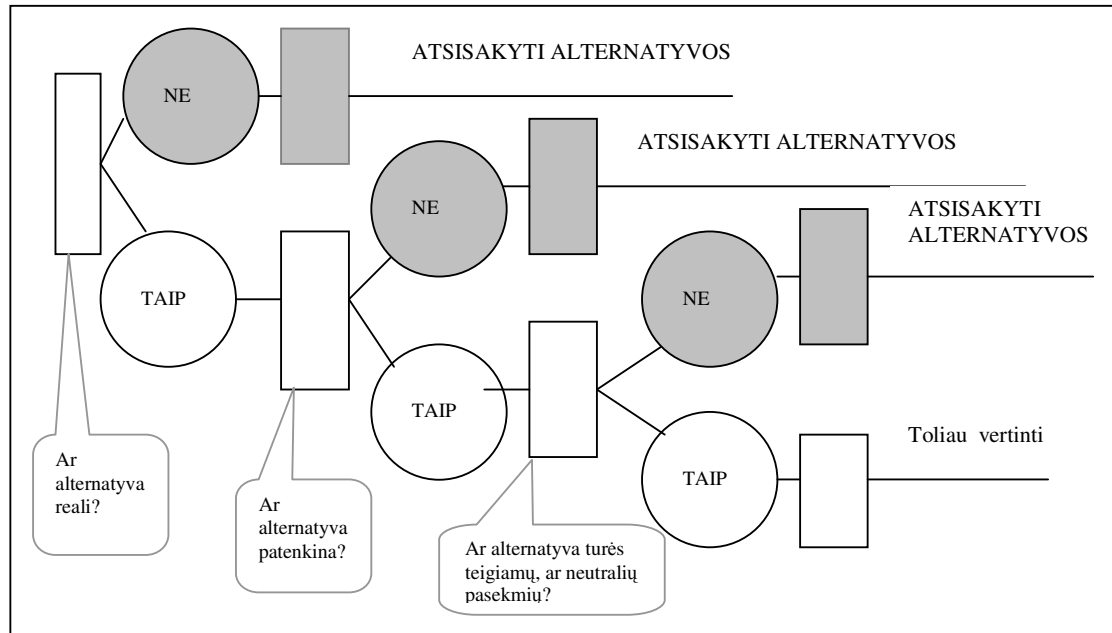 ATSISAKYTI ALTERNATYVOS
NE
ATSISAKYTI ALTERNATYVOS
NE
ATSISAKYTI
ALTERNATYVOS
TAIP
NE
TAIP
Toliau vertinti
TAIP
Ar
alternatyva
reali?
Ar
alternatyva
patenkina?
Ar alternatyva turės
teigiamų, ar neutralių
pasekmių?